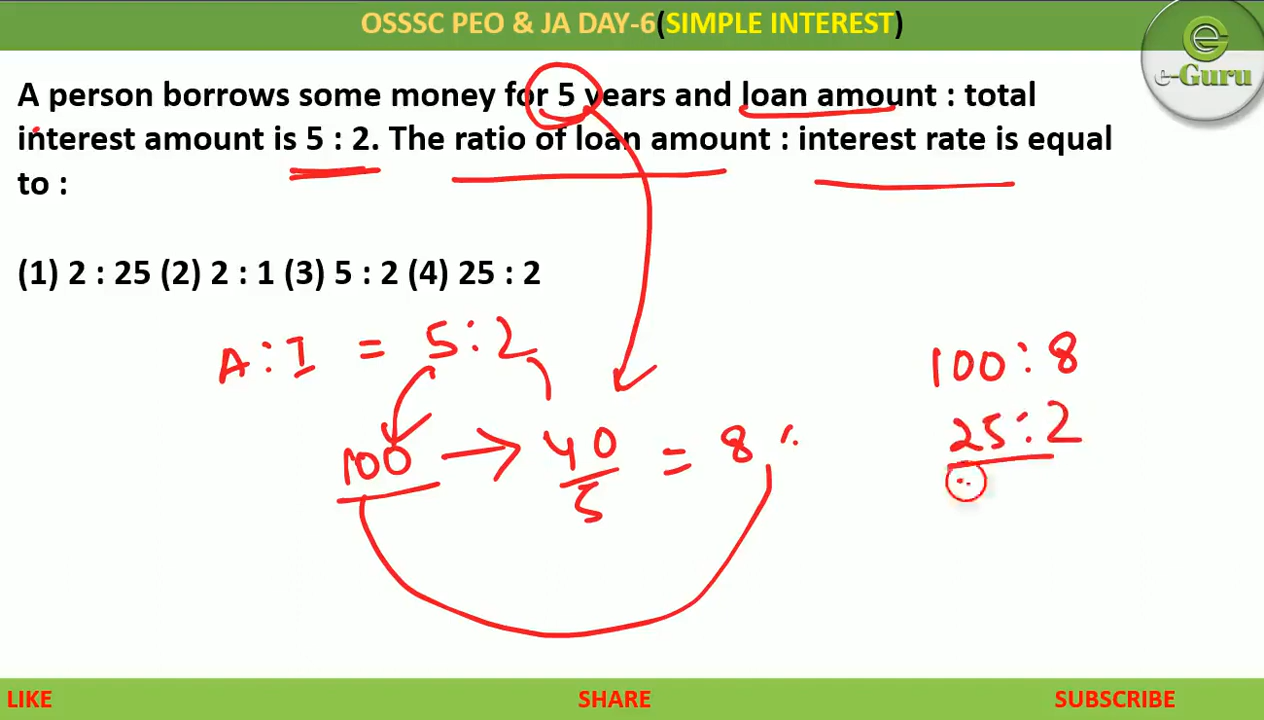 OSSSC PEO & JA DAY-6(SIMPLE INTEREST)
e-Guru
A person borrows some money for 5 years and loan amount : total
interest amount is 5 : 2. The ratio of loan amount : interest rate is equal
to :
(1) 2 : 25 (2) 2 : 1 (3) 5 : 2 (4) 25 : 2
A : I = 5 : 2
100 → 40/5 = 8 %
100 : 8
25 : 2
LIKE
SHARE
SUBSCRIBE